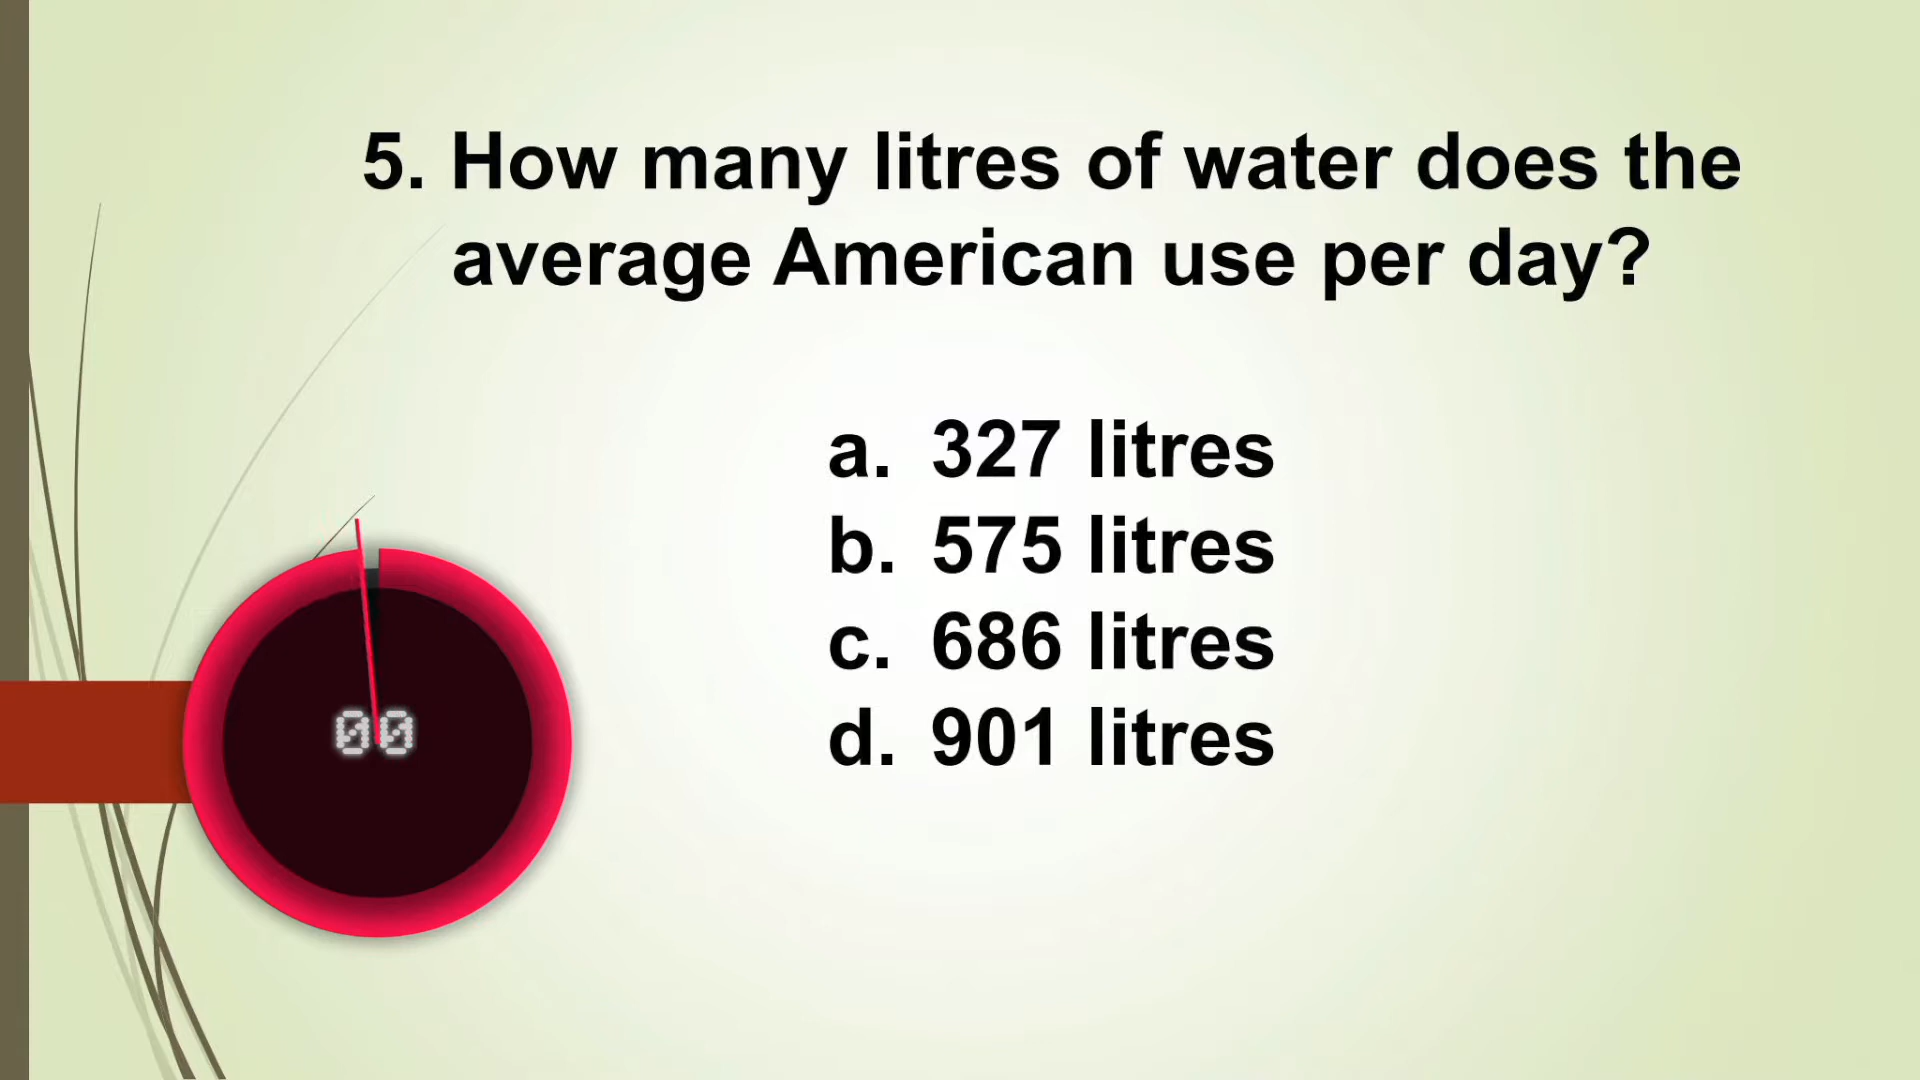 5. How many litres of water does the
average American use per day?
a. 327 litres
b. 575 litres
c. 686 litres
d. 901 litres
00